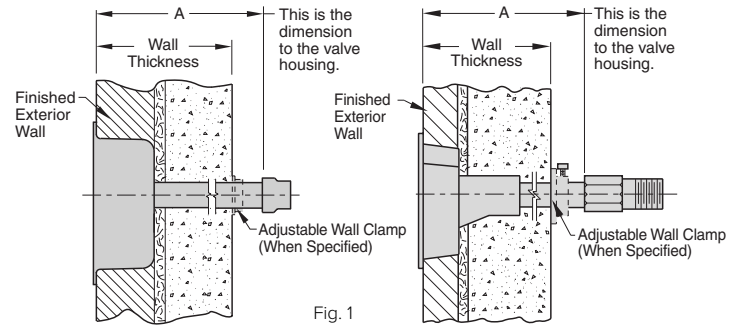 A
This is the
dimension
to the valve
housing.
Wall
Thickness
Finished
Exterior
Wall
Adjustable Wall Clamp
(When Specified)
A
This is the
dimension
to the valve
housing.
Wall
Thickness
Finished
Exterior
Wall
Adjustable Wall Clamp
(When Specified)
Fig. 1